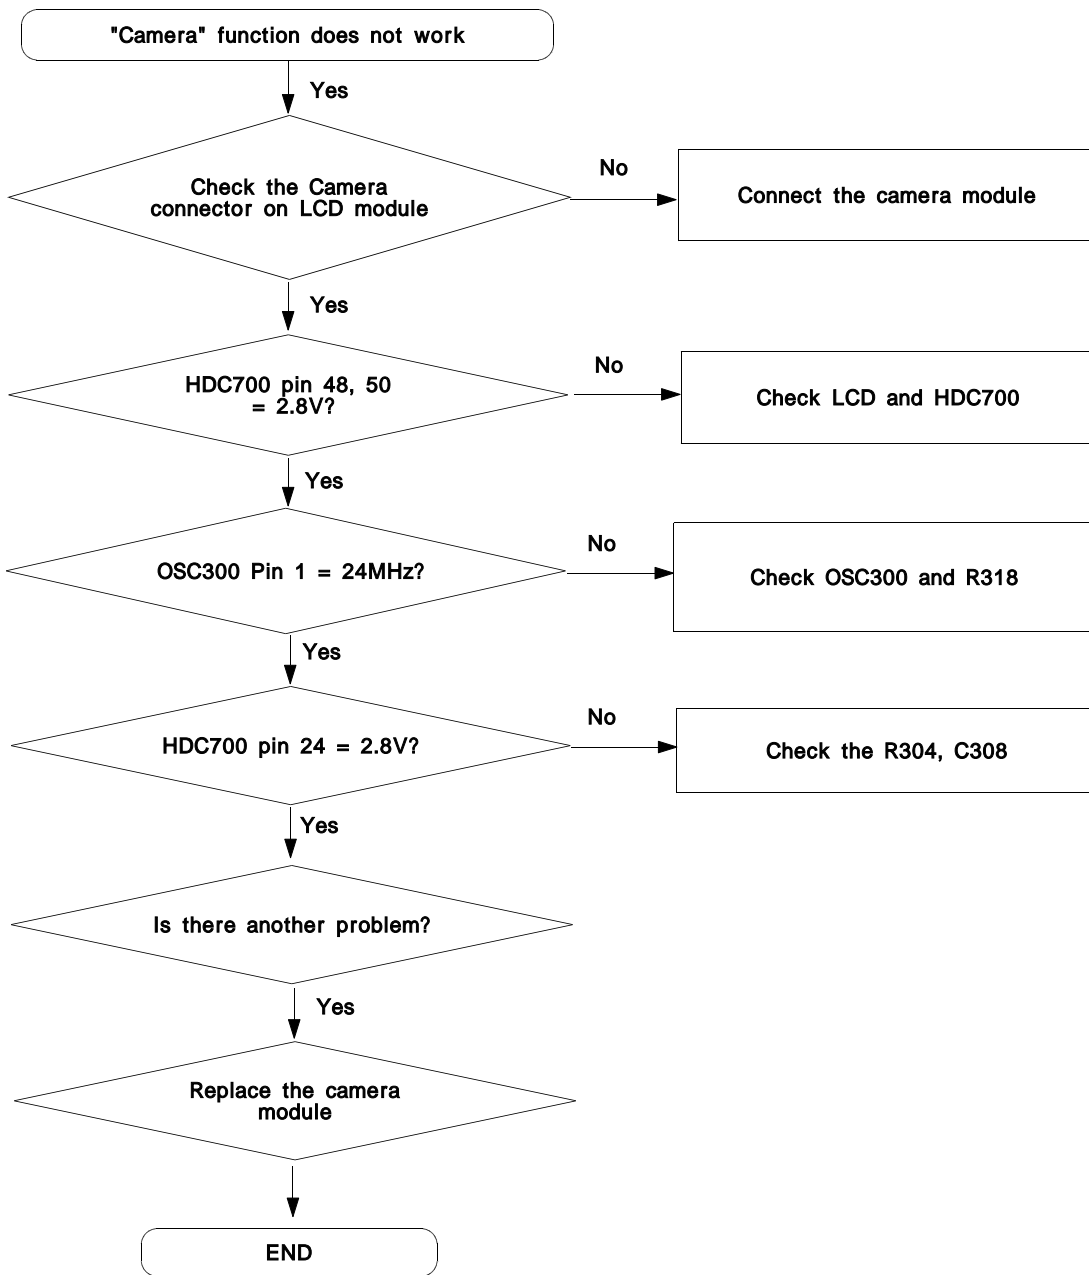 "Camera" function does not work
Yes
Check the Camera
connector on LCD module
No
Connect the camera module
Yes
HDC700 pin 48, 50
= 2.8V?
No
Check LCD and HDC700
Yes
OSC300 Pin 1 = 24MHz?
No
Check OSC300 and R318
Yes
HDC700 pin 24 = 2.8V?
No
Check the R304, C308
Yes
Is there another problem?
Yes
Replace the camera
module
END